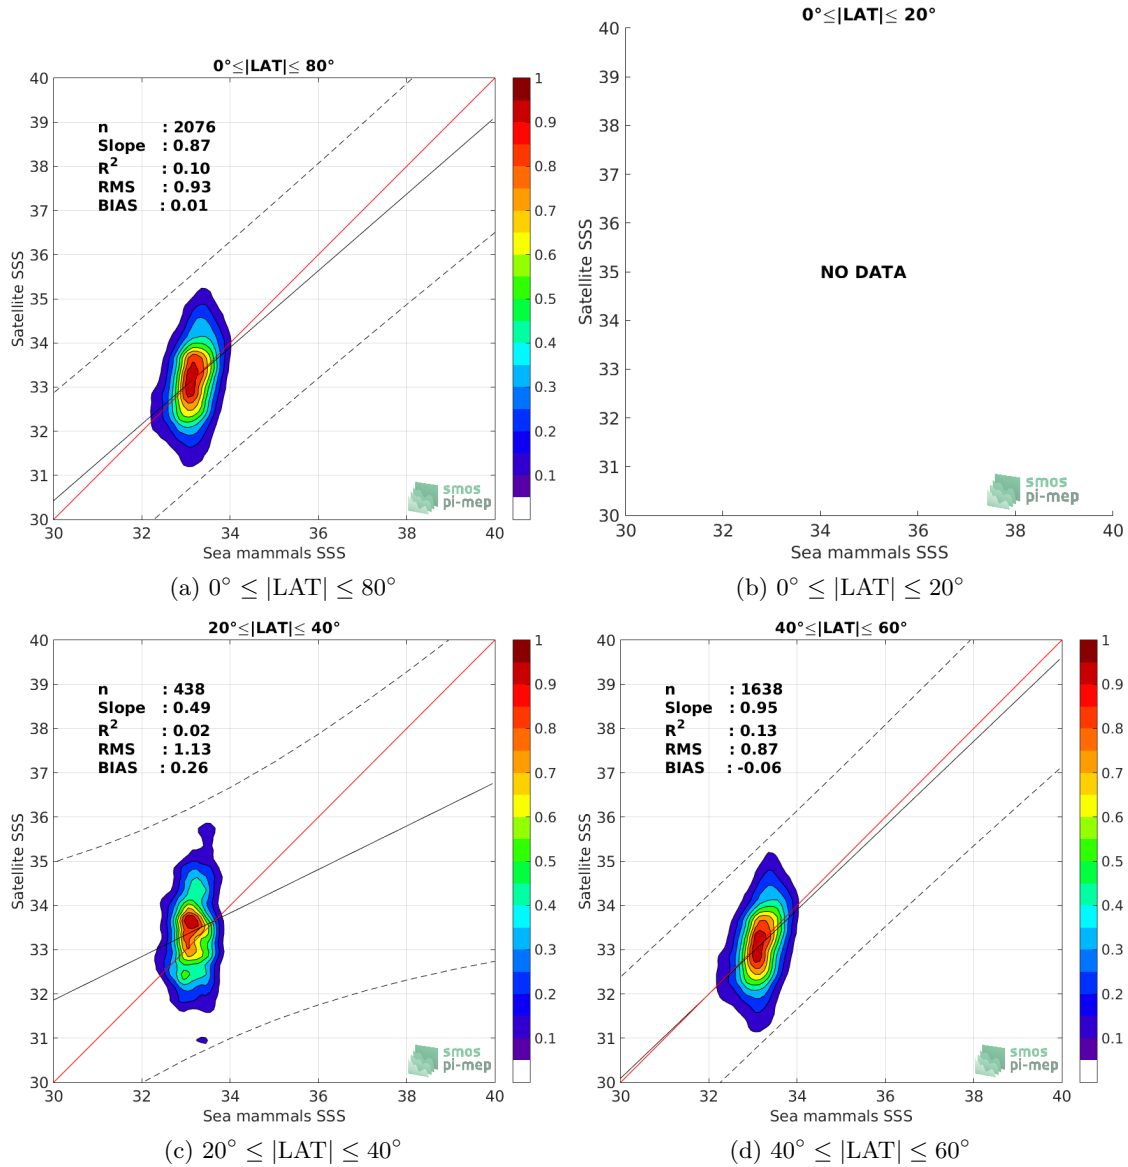 0°≤|LAT|≤ 80°
n : 2076
Slope : 0.87
R2 : 0.10
RMS : 0.93
BIAS : 0.01
40
39
38
37
36
35
34
33
32
31
30
30 32 34 36 38 40
Satellite SSS
Sea mammals SSS
1
0.9
0.8
0.7
0.6
0.5
0.4
0.3
0.2
0.1
smos
pi-mep
(a) 0° ≤ |LAT| ≤ 80°
0°≤|LAT|≤ 20°
40
39
38
37
36
35
34
33
32
31
30
NO DATA
30 32 34 36 38 40
Satellite SSS
Sea mammals SSS
smos
pi-mep
(b) 0° ≤ |LAT| ≤ 20°
20°≤|LAT|≤ 40°
n : 438
Slope : 0.49
R2 : 0.02
RMS : 1.13
BIAS : 0.26
40
39
38
37
36
35
34
33
32
31
30
30 32 34 36 38 40
Satellite SSS
Sea mammals SSS
1
0.9
0.8
0.7
0.6
0.5
0.4
0.3
0.2
0.1
smos
pi-mep
(c) 20° ≤ |LAT| ≤ 40°
40°≤|LAT|≤ 60°
n : 1638
Slope : 0.95
R2 : 0.13
RMS : 0.87
BIAS : -0.06
40
39
38
37
36
35
34
33
32
31
30
30 32 34 36 38 40
Satellite SSS
Sea mammals SSS
1
0.9
0.8
0.7
0.6
0.5
0.4
0.3
0.2
0.1
smos
pi-mep
(d) 40° ≤ |LAT| ≤ 60°